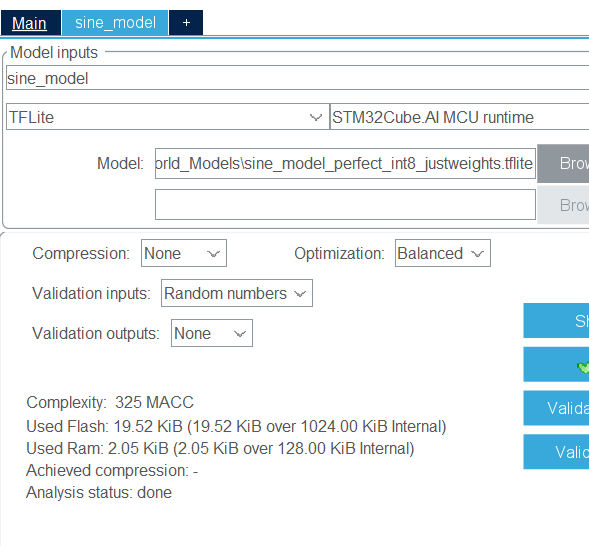 Main sine_model +
Model inputs
sine_model
TFLite STM32Cube.AI MCU runtime
Model: orld_Models\sine_model_perfect_int8_justweights.tflite Brow
Brow
Compression: None Optimization: Balanced
Validation inputs: Random numbers
Validation outputs: None
Complexity: 325 MACC
Used Flash: 19.52 KiB (19.52 KiB over 1024.00 KiB Internal)
Used Ram: 2.05 KiB (2.05 KiB over 128.00 KiB Internal)
Achieved compression: -
Analysis status: done
Valida
Valid